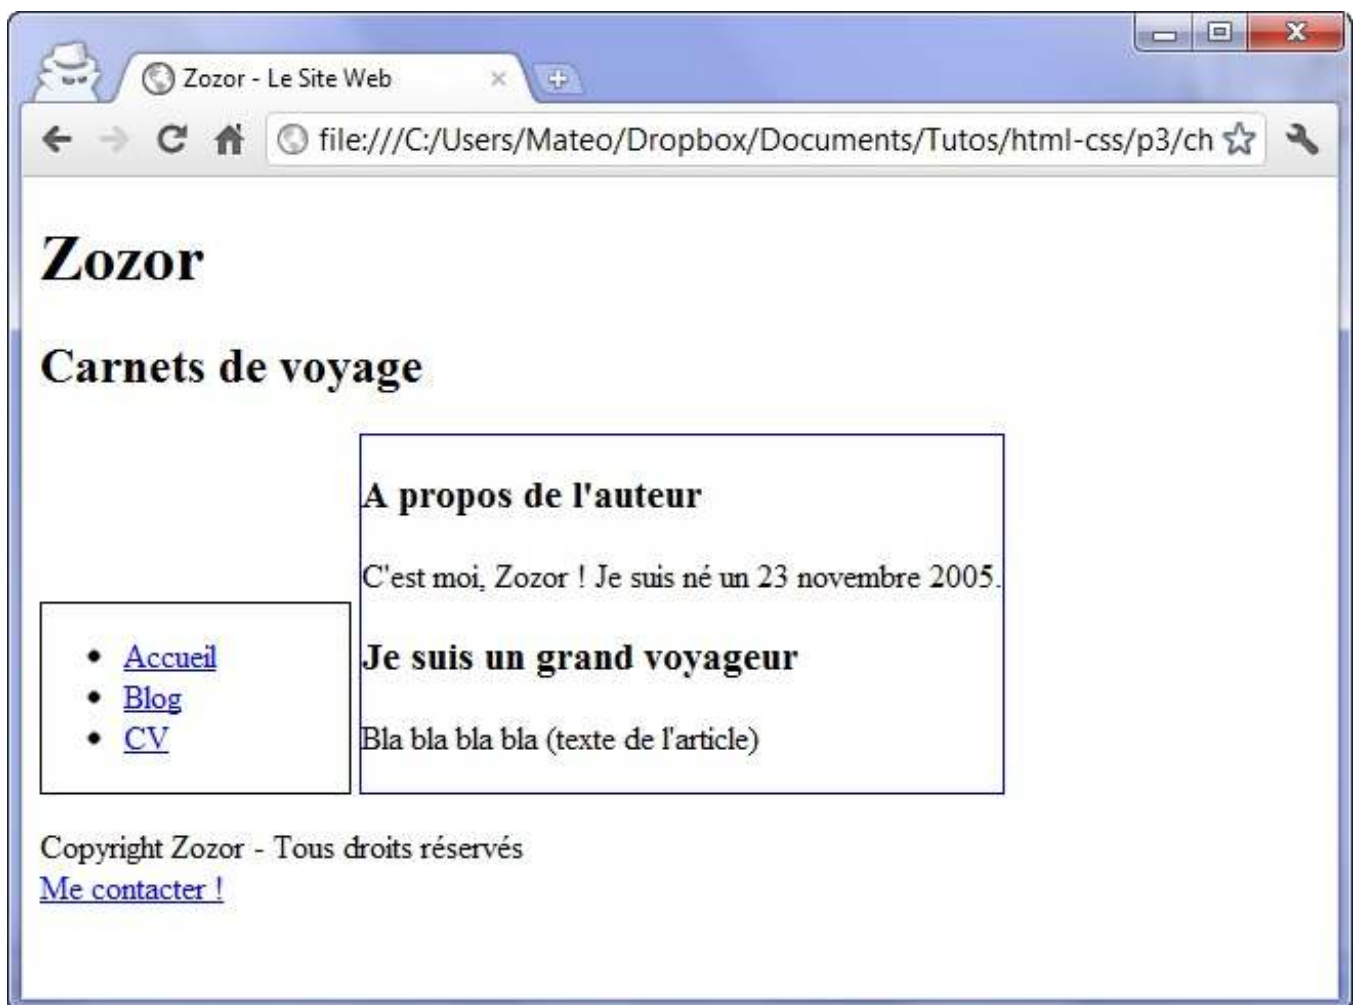 Zozor - Le Site Web
file:///C:/Users/Mateo/Dropbox/Documents/Tutos/html-css/p3/ch
Zozor
Carnets de voyage
A propos de l'auteur
C'est moi, Zozor ! Je suis né un 23 novembre 2005.
Je suis un grand voyageur
Bla bla bla bla (texte de l'article)
Accueil
Blog
CV
Copyright Zozor - Tous droits réservés
Me contacter !